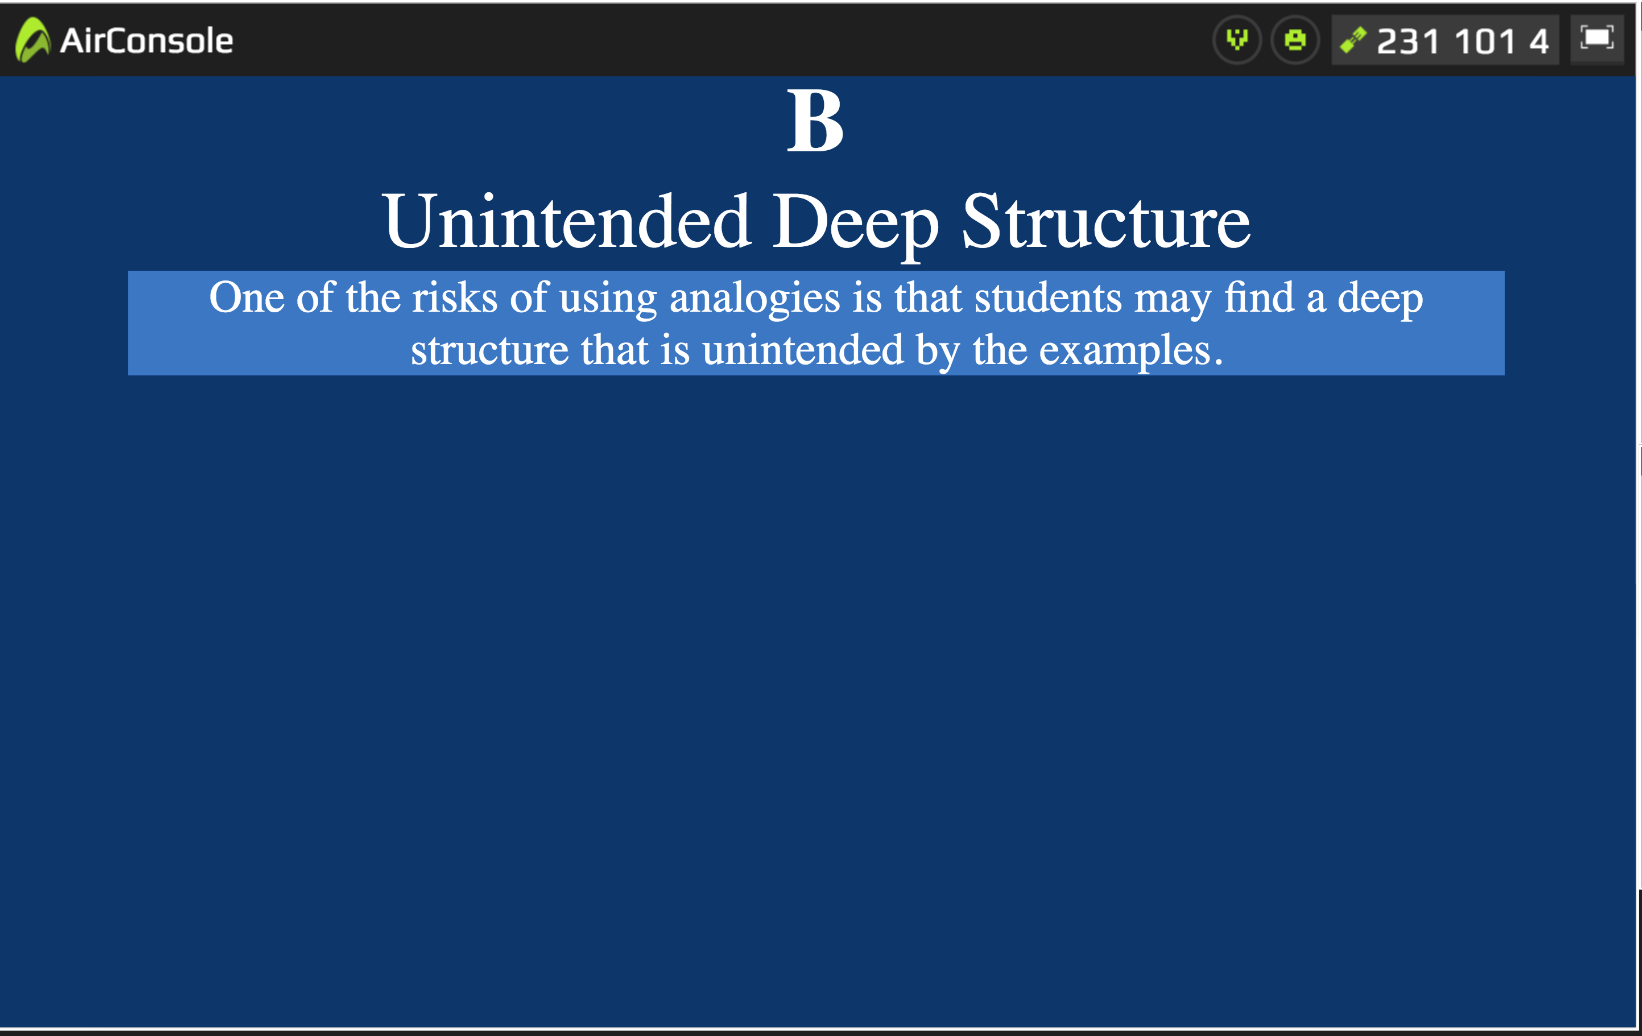 AirConsole
231 101 4
B
Unintended Deep Structure
One of the risks of using analogies is that students may find a deep
structure that is unintended by the examples.